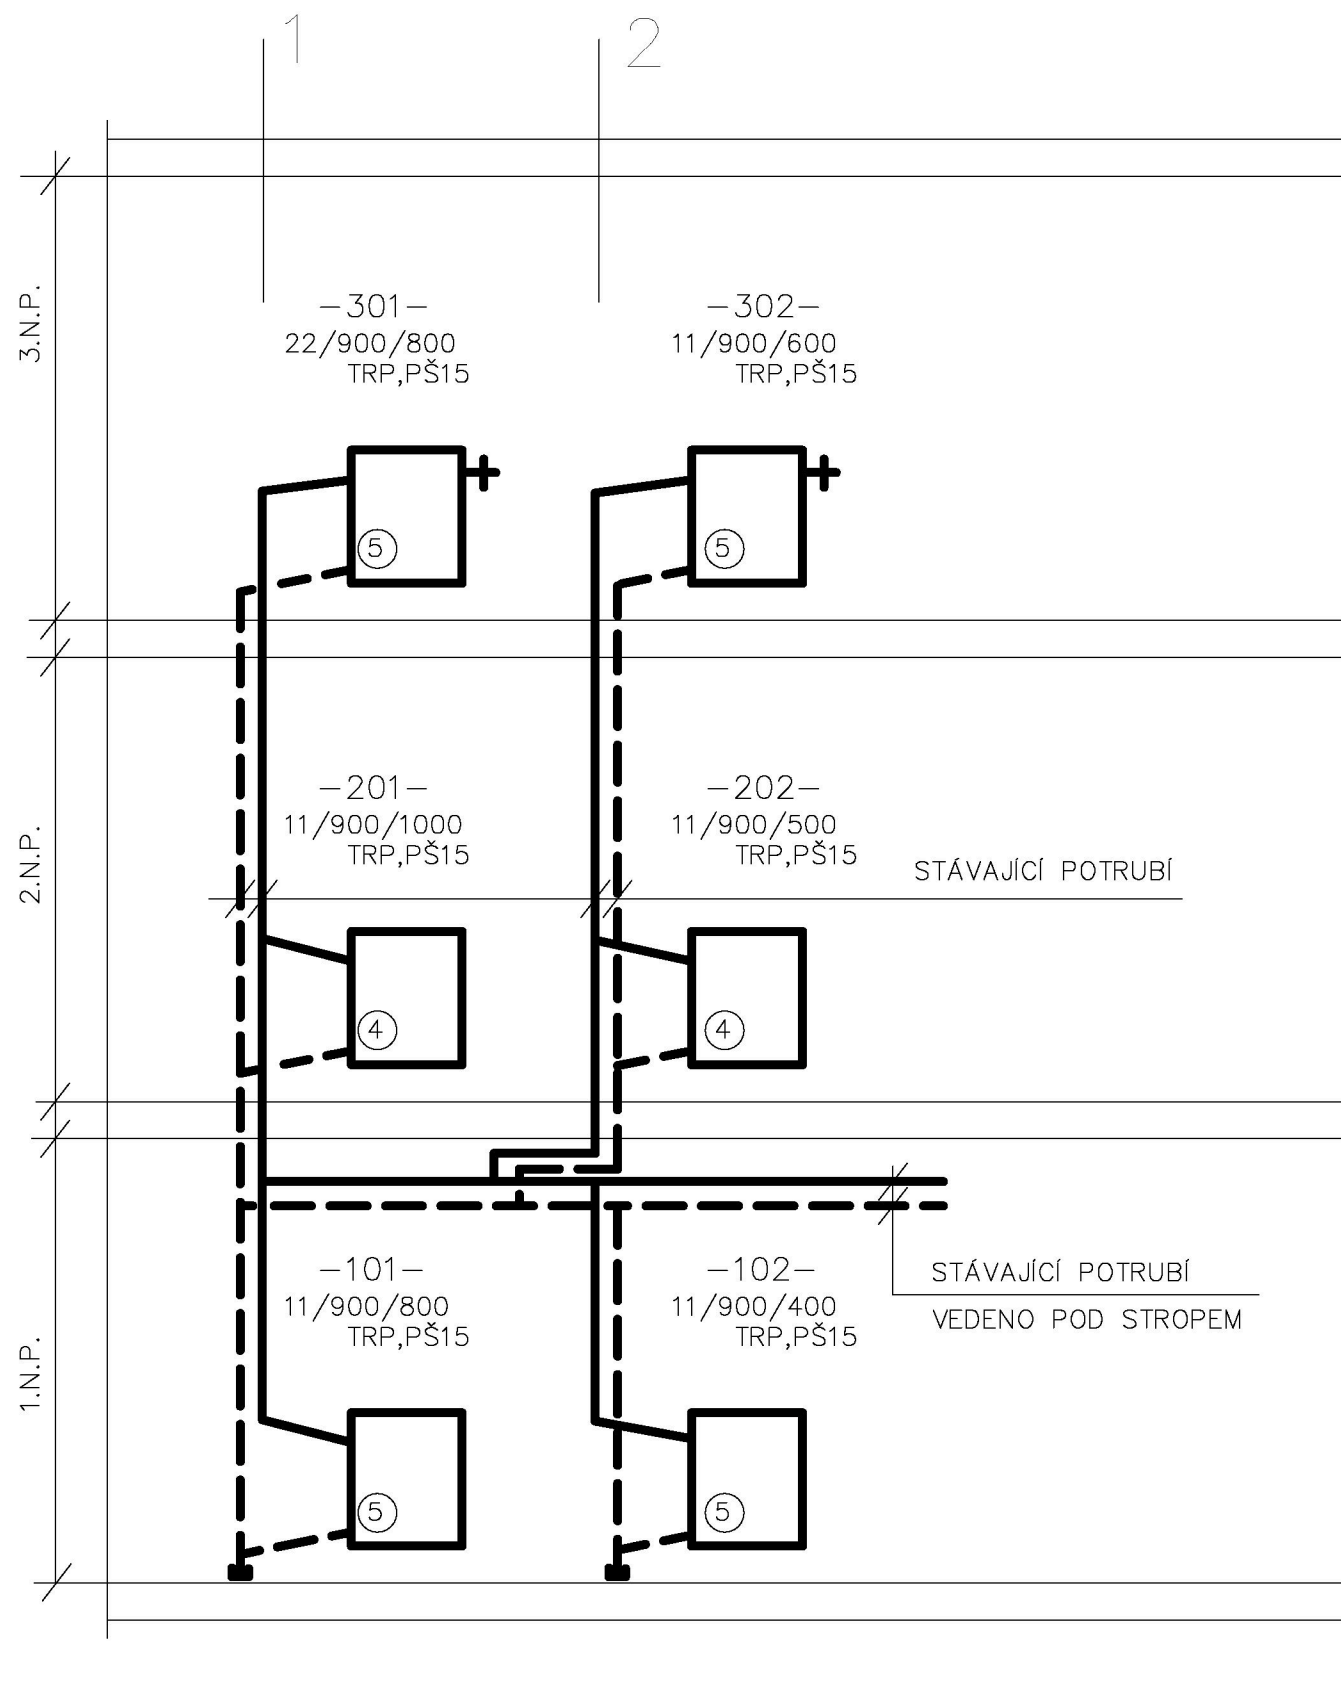 1
2
3.N.P.
-301-
22/900/800
TRP,PŠ15
5
-302-
11/900/600
TRP,PŠ15
5
2.N.P.
-201-
11/900/1000
TRP,PŠ15
4
-202-
11/900/500
TRP,PŠ15
4
STÁVAJÍCÍ POTRUBÍ
1.N.P.
-101-
11/900/800
TRP,PŠ15
5
-102-
11/900/400
TRP,PŠ15
5
STÁVAJÍCÍ POTRUBÍ
VEDENO POD STROPEM